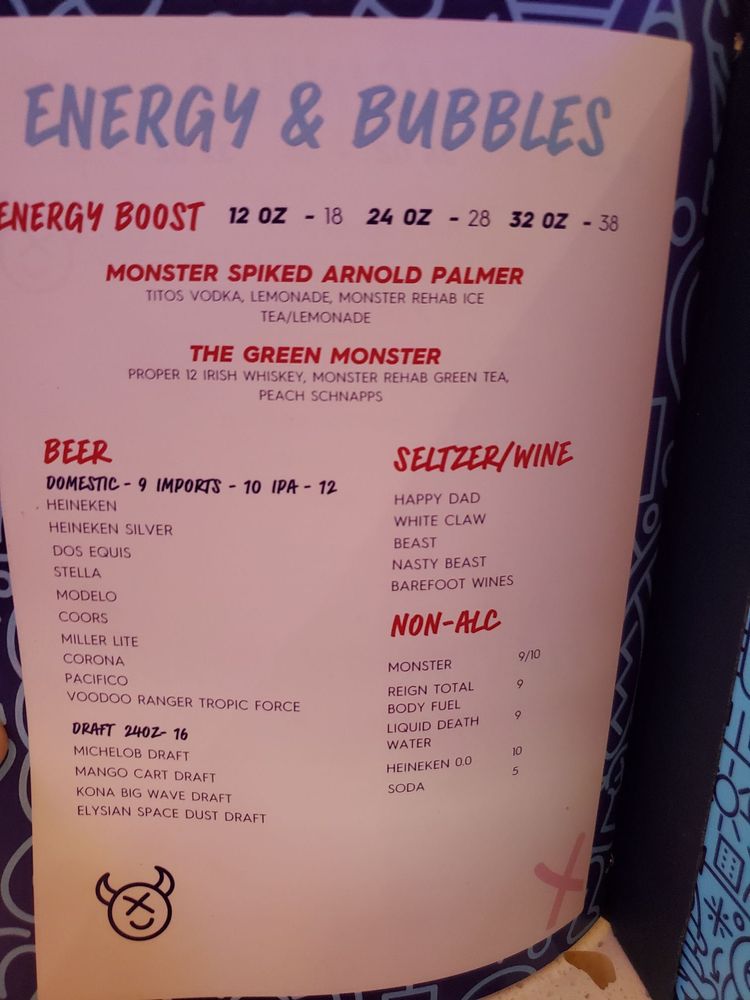 ENERGY & BUBBLES
ENERGY BOOST 12 OZ - 18 24 OZ - 28 32 OZ - 38
MONSTER SPIKED ARNOLD PALMER
TITOS VODKA, LEMONADE, MONSTER REHAB ICE
TEA/LEMONADE
THE GREEN MONSTER
PROPER 12 IRISH WHISKEY, MONSTER REHAB GREEN TEA,
PEACH SCHNAPPS
BEER
DOMESTIC - 9 IMPORTS - 10 IPA - 12
HEINEKEN
HEINEKEN SILVER
DOS EQUIS
STELLA
MODELO
COORS
MILLER LITE
CORONA
PACIFICO
VOODOO RANGER TROPIC FORCE
DRAFT 24OZ- 16
MICHELOB DRAFT
MANGO CART DRAFT
KONA BIG WAVE DRAFT
ELYSIAN SPACE DUST DRAFT
SELTZER/WINE
HAPPY DAD
WHITE CLAW
BEAST
NASTY BEAST
BAREFOOT WINES
NON-ALC
MONSTER 9/10
REIGN TOTAL 9
BODY FUEL
LIQUID DEATH 9
WATER
HEINEKEN 0.0 10
SODA 5